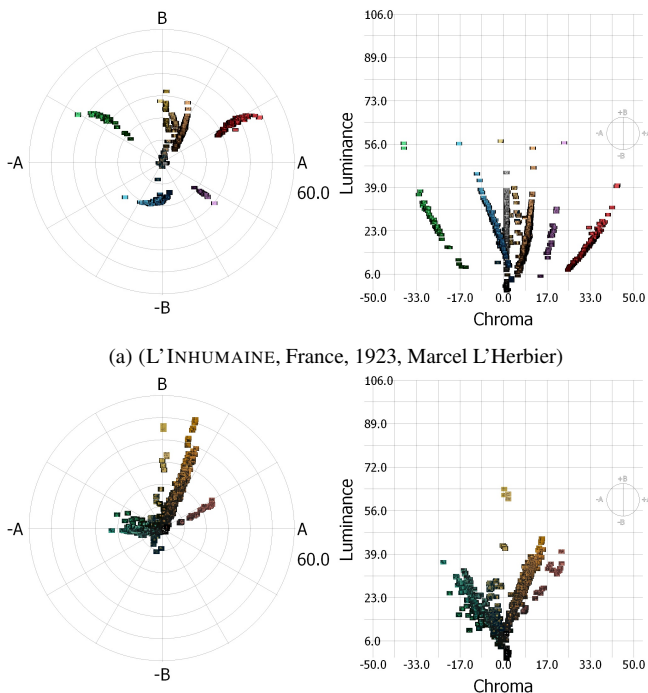 B
-A
A
60.0
-B
106.0
89.0
73.0
56.0
39.0
23.0
6.0
Luminance
-50.0 -33.0 -17.0 0.0 17.0 33.0 50.0
Chroma
+B
-A +A
-B
(a) (L'INHUMAINE, France, 1923, Marcel L'Herbier)
B
-A
A
60.0
-B
106.0
89.0
72.0
56.0
39.0
23.0
6.0
Luminance
-50.0 -34.0 -17.0 0.0 17.0 34.0 50.0
Chroma
+B
-A +A
-B